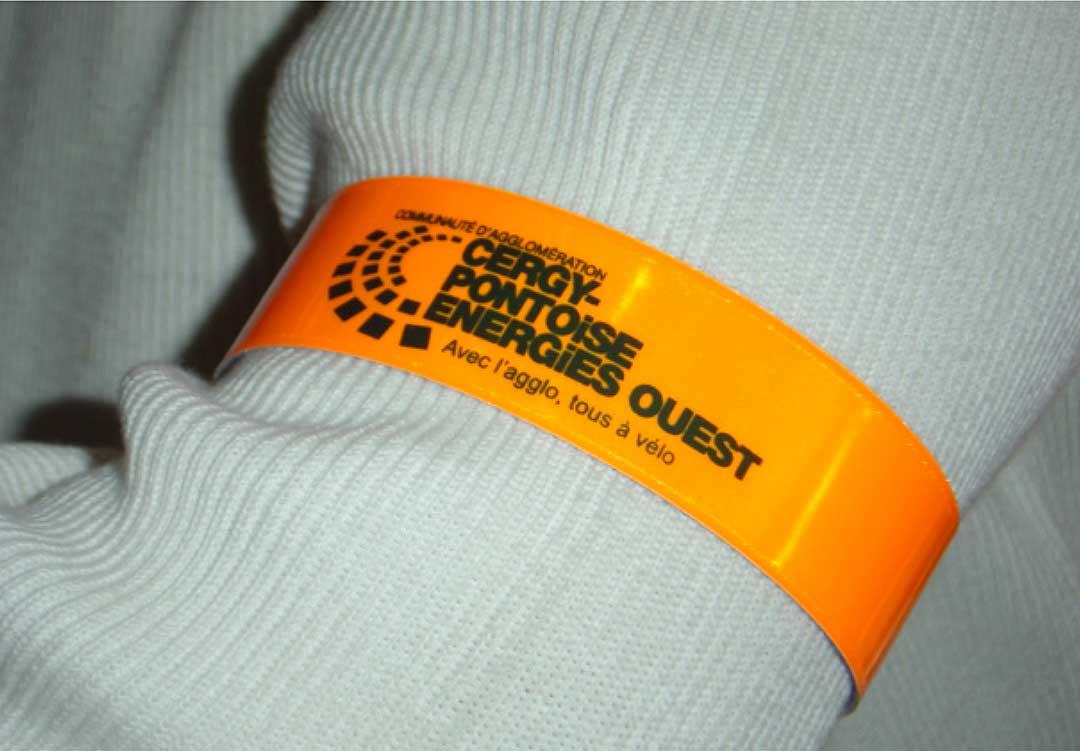 COMMUNAUTÉ D'AGGLOMÉRATION
CERGY-
PONTOiSE
ENERGiES OUEST
Avec l'agglo, tous à vélo